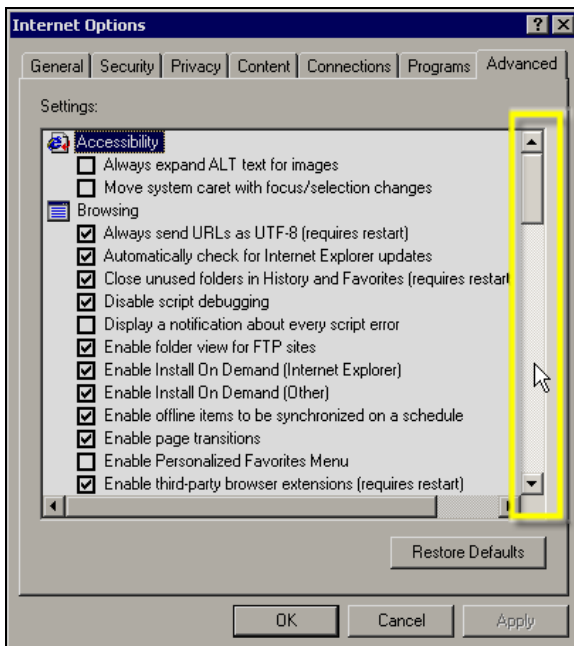 Internet Options
General Security Privacy Content Connections Programs Advanced
Settings:
Accessibility
Always expand ALT text for images
Move system caret with focus/selection changes
Browsing
Always send URLs as UTF-8 (requires restart)
Automatically check for Internet Explorer updates
Close unused folders in History and Favorites (requires restart
Disable script debugging
Display a notification about every script error
Enable folder view for FTP sites
Enable Install On Demand (Internet Explorer)
Enable Install On Demand (Other)
Enable offline items to be synchronized on a schedule
Enable page transitions
Enable Personalized Favorites Menu
Enable third-party browser extensions (requires restart)
Restore Defaults
OK Cancel Apply